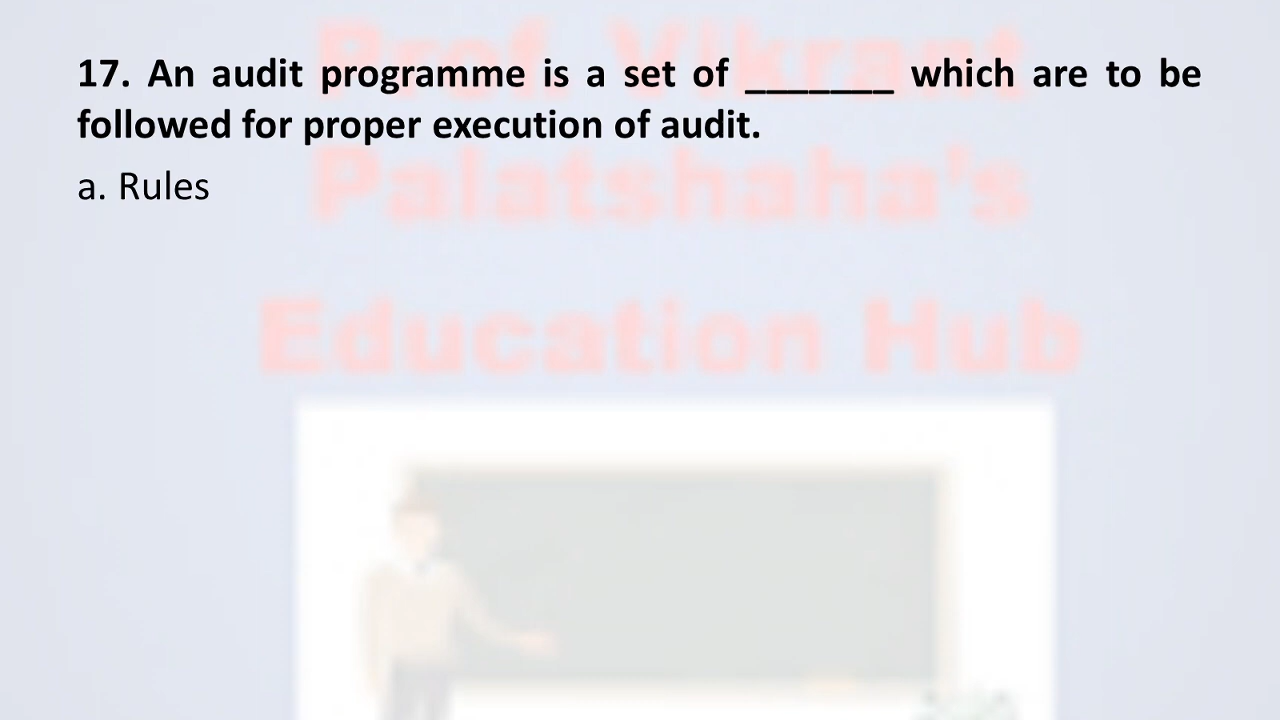 Prof. Vikrant
17. An audit programme is a set of _______ which are to be
followed for proper execution of audit.
Palatshaha's
a. Rules
Education Hub